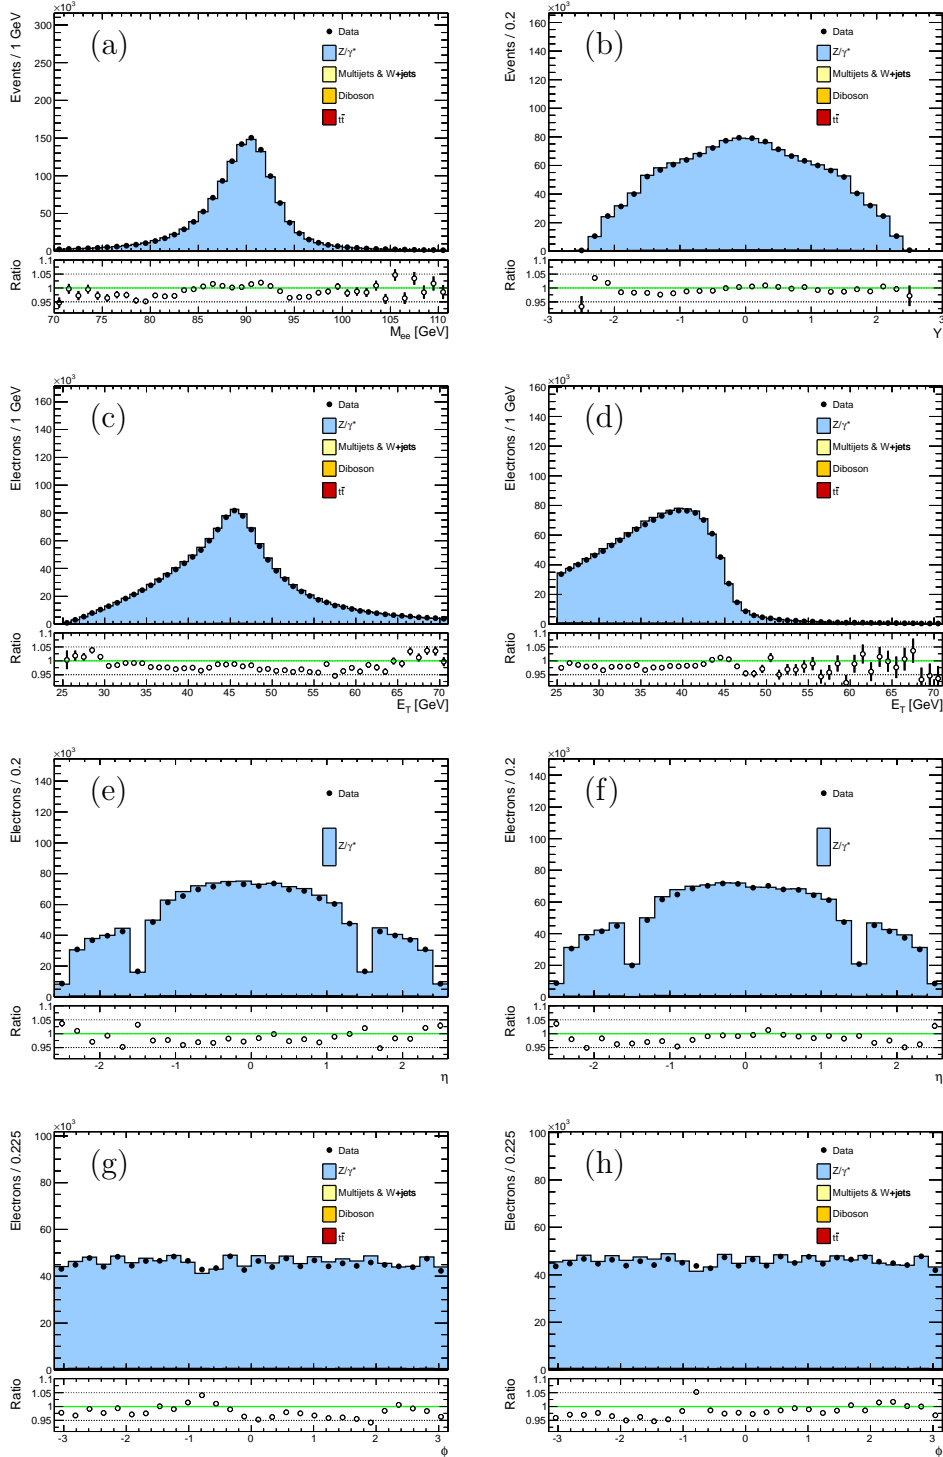 ×10³
Events / 1 GeV
300
250
200
150
100
50
0
(a)
Data
Z/γ*
Multijets & W+jets
Diboson
tt̄
Ratio
1.1
1.05
1
0.95
70 75 80 85 90 95 100 105 110
M_ee [GeV]
×10³
Events / 0.2
160
140
120
100
80
60
40
20
0
(b)
Data
Z/γ*
Multijets & W+jets
Diboson
tt̄
Ratio
1.1
1.05
1
0.95
-3 -2 -1 0 1 2 3
Y
×10³
Electrons / 1 GeV
160
140
120
100
80
60
40
20
0
(c)
Data
Z/γ*
Multijets & W+jets
Diboson
tt̄
Ratio
1.1
1.05
1
0.95
25 30 35 40 45 50 55 60 65 70
E_T [GeV]
×10³
Electrons / 1 GeV
160
140
120
100
80
60
40
20
0
(d)
Data
Z/γ*
Multijets & W+jets
Diboson
tt̄
Ratio
1.1
1.05
1
0.95
25 30 35 40 45 50 55 60 65 70
E_T [GeV]
×10³
Electrons / 0.2
140
120
100
80
60
40
20
0
(e)
Data
Z/γ*
Ratio
1.1
1.05
1
0.95
-2 -1 0 1 2
η
×10³
Electrons / 0.2
140
120
100
80
60
40
20
0
(f)
Data
Z/γ*
Ratio
1.1
1.05
1
0.95
-2 -1 0 1 2
η
×10³
Electrons / 0.225
100
80
60
40
20
0
(g)
Data
Z/γ*
Multijets & W+jets
Diboson
tt̄
Ratio
1.1
1.05
1
0.95
-3 -2 -1 0 1 2 3
ϕ
×10³
Electrons / 0.225
100
80
60
40
20
0
(h)
Data
Z/γ*
Multijets & W+jets
Diboson
tt̄
Ratio
1.1
1.05
1
0.95
-3 -2 -1 0 1 2 3
ϕ